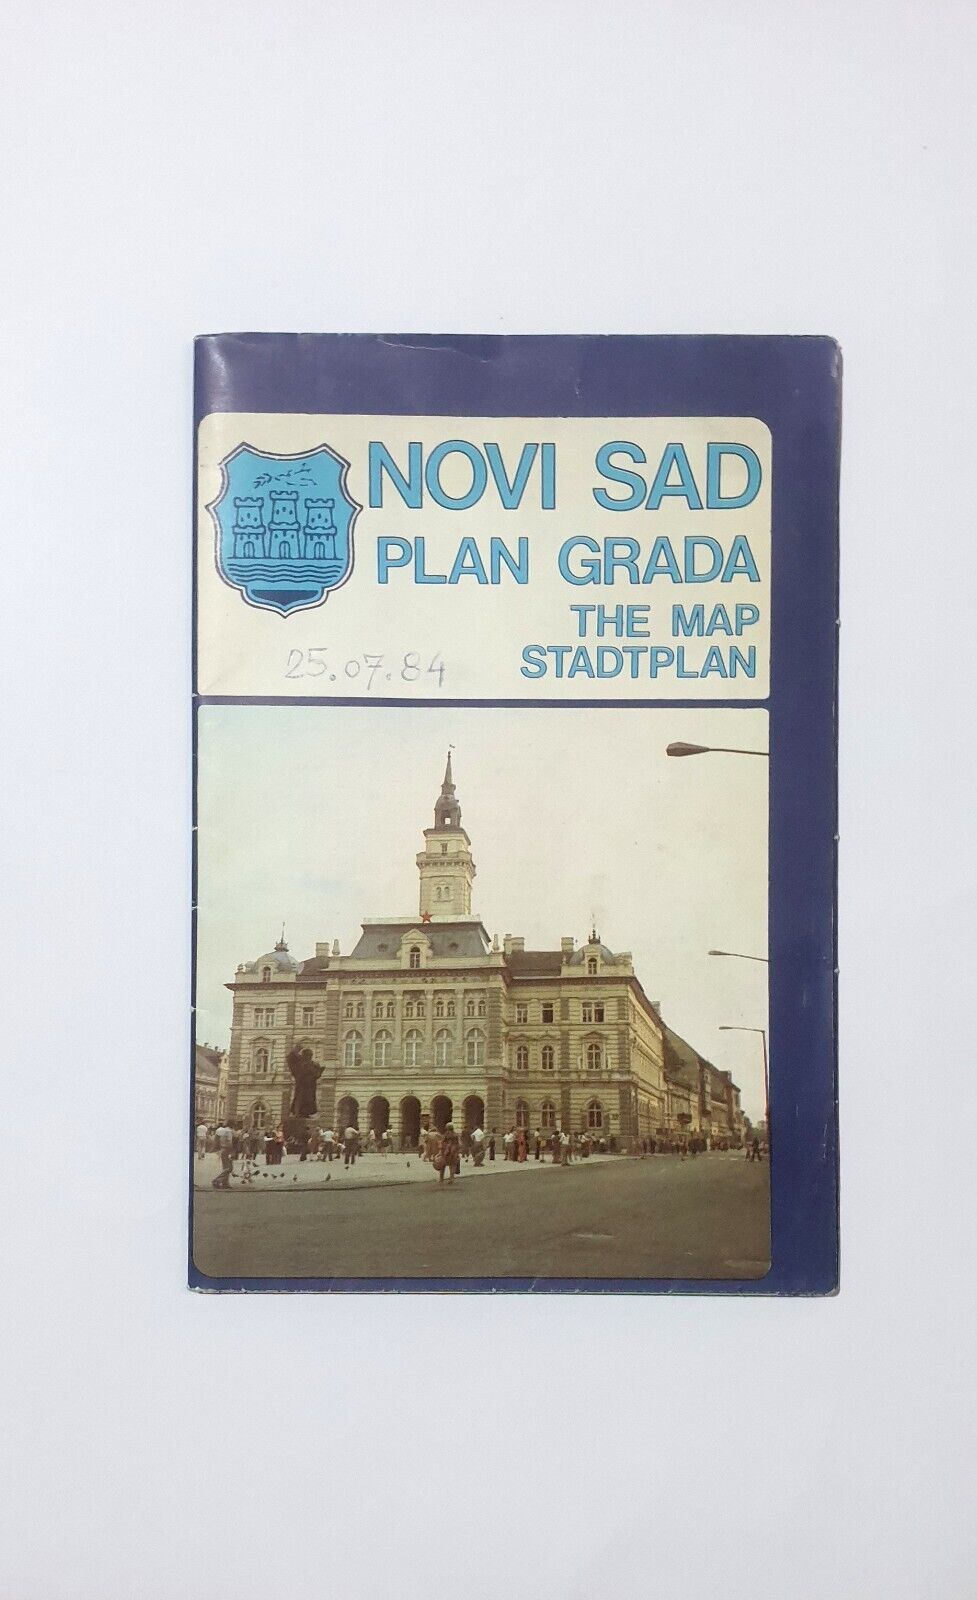 NOVI SAD
PLAN GRADA
THE MAP
STADTPLAN
25.07.84